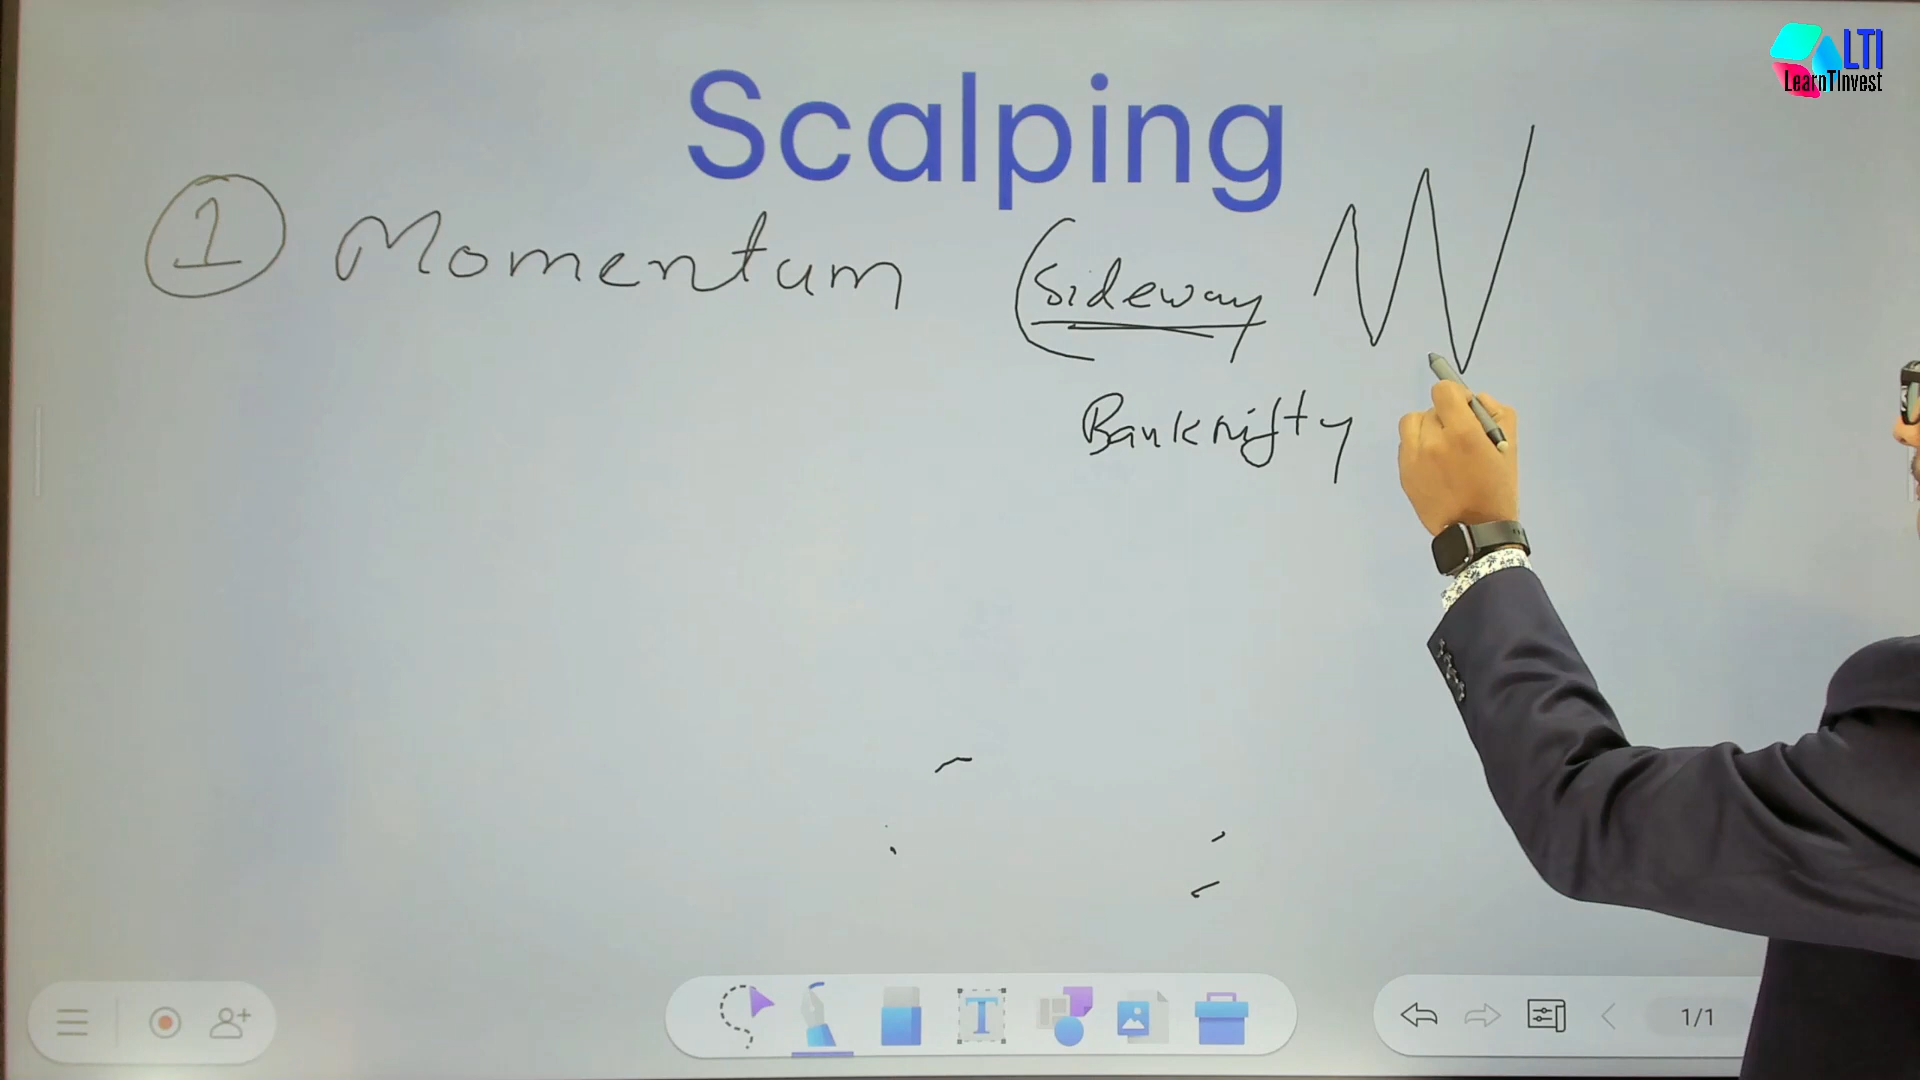 LTI
LearnTInvest
Scalping
1 Momentum (Sideway
Banknifty
T
1/1